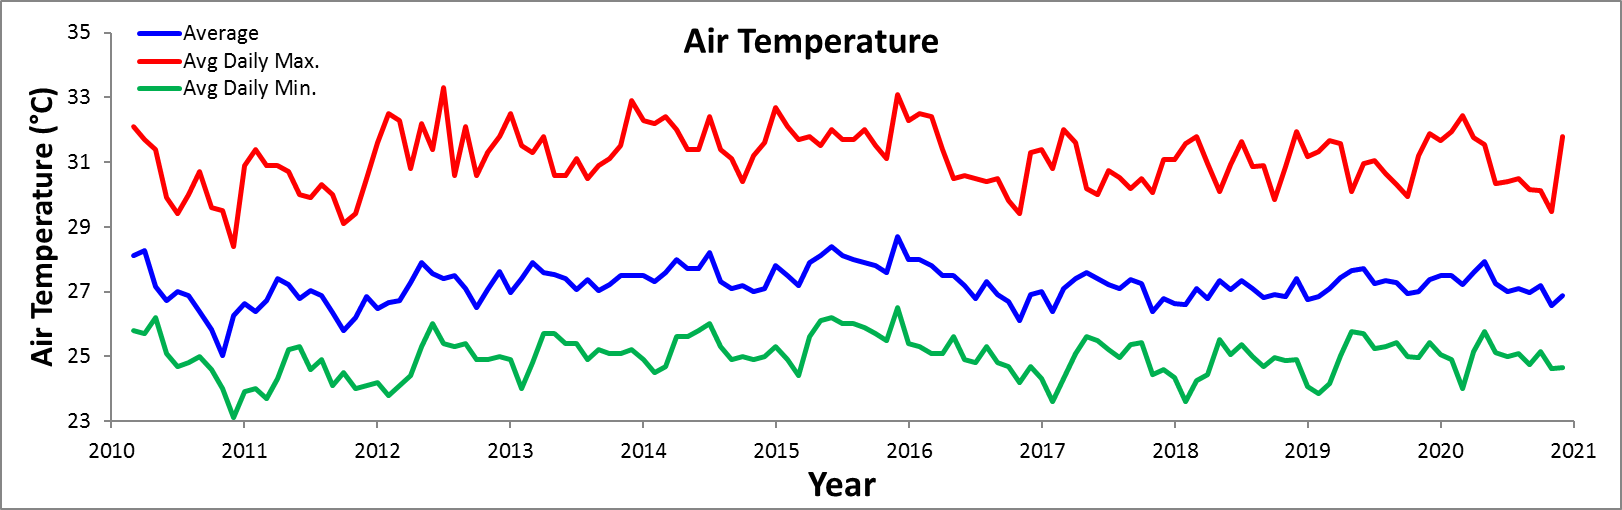 Air Temperature
Average
Avg Daily Max.
Avg Daily Min.
Air Temperature (°C)
35
33
31
29
27
25
23
2010 2011 2012 2013 2014 2015 2016 2017 2018 2019 2020 2021
Year